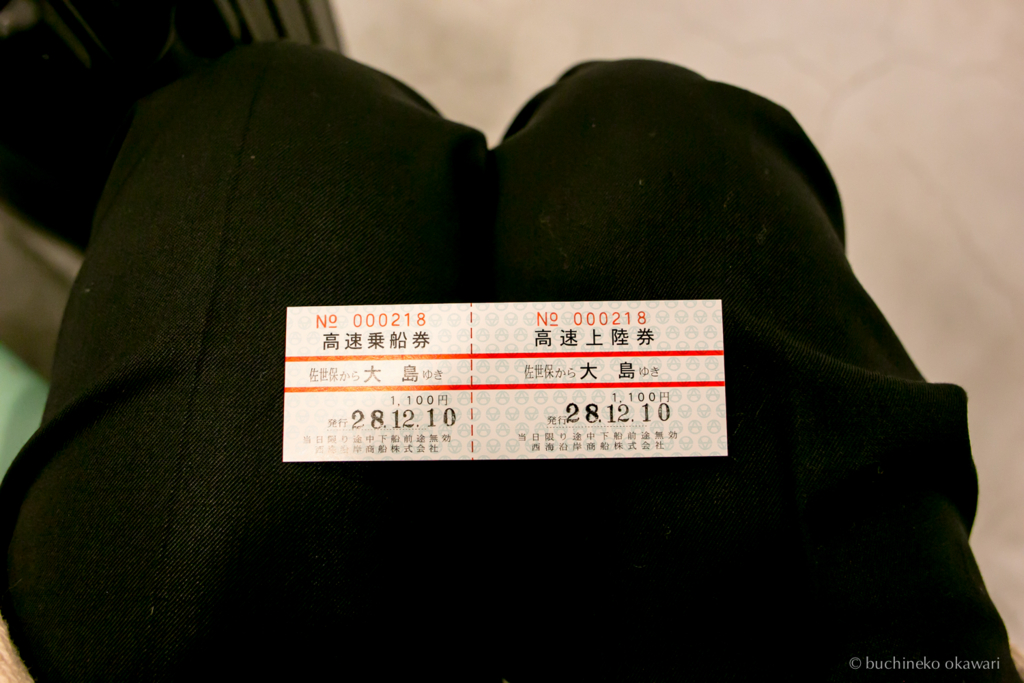 № 000218
高速乗船券
佐世保から大島ゆき
1,100円
発行 28.12.10
当日限り途中下船前途無効
西海沿岸商船株式会社
№ 000218
高速上陸券
佐世保から大島ゆき
1,100円
発行 28.12.10
当日限り途中下船前途無効
西海沿岸商船株式会社
© buchineko okawari